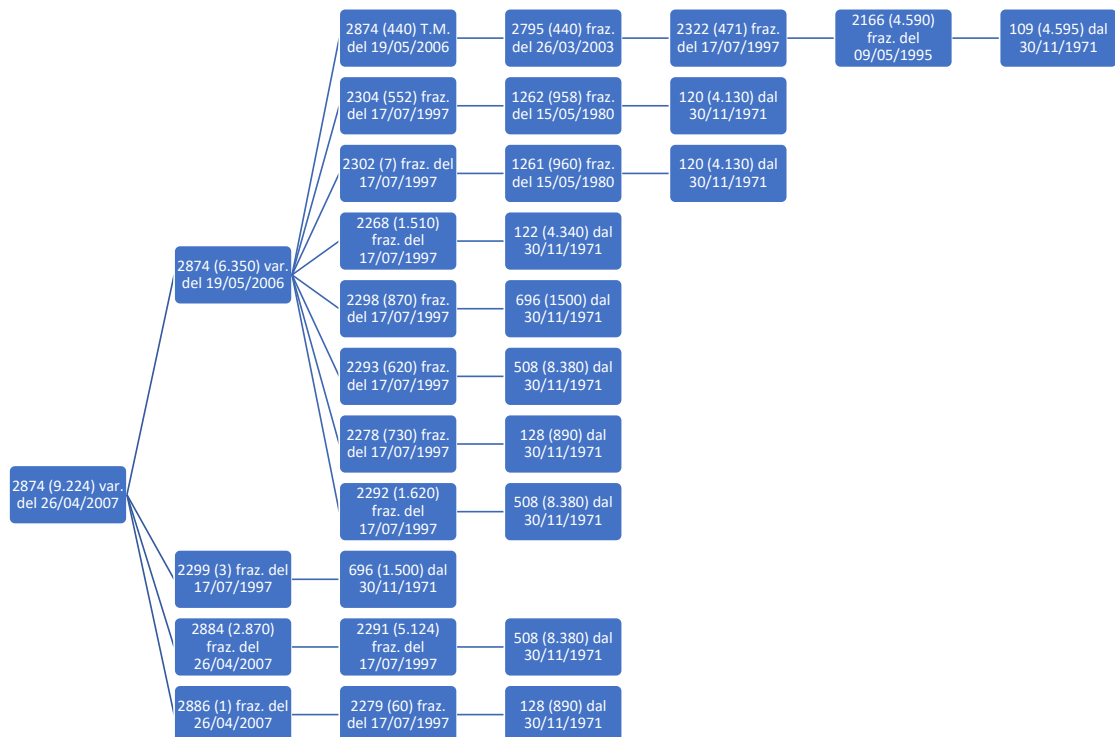 2874 (440) T.M.
del 19/05/2006
2795 (440) fraz.
del 26/03/2003
2322 (471) fraz.
del 17/07/1997
2166 (4.590)
fraz. del
09/05/1995
109 (4.595) dal
30/11/1971
2304 (552) fraz.
del 17/07/1997
1262 (958) fraz.
del 15/05/1980
120 (4.130) dal
30/11/1971
2302 (7) fraz. del
17/07/1997
1261 (960) fraz.
del 15/05/1980
120 (4.130) dal
30/11/1971
2268 (1.510)
fraz. del
17/07/1997
122 (4.340) dal
30/11/1971
2874 (6.350) var.
del 19/05/2006
2298 (870) fraz.
del 17/07/1997
696 (1500) dal
30/11/1971
2293 (620) fraz.
del 17/07/1997
508 (8.380) dal
30/11/1971
2278 (730) fraz.
del 17/07/1997
128 (890) dal
30/11/1971
2874 (9.224) var.
del 26/04/2007
2292 (1.620)
fraz. del
17/07/1997
508 (8.380) dal
30/11/1971
2299 (3) fraz. del
17/07/1997
696 (1.500) dal
30/11/1971
2884 (2.870)
fraz. del
26/04/2007
2291 (5.124)
fraz. del
17/07/1997
508 (8.380) dal
30/11/1971
2886 (1) fraz. del
26/04/2007
2279 (60) fraz.
del 17/07/1997
128 (890) dal
30/11/1971